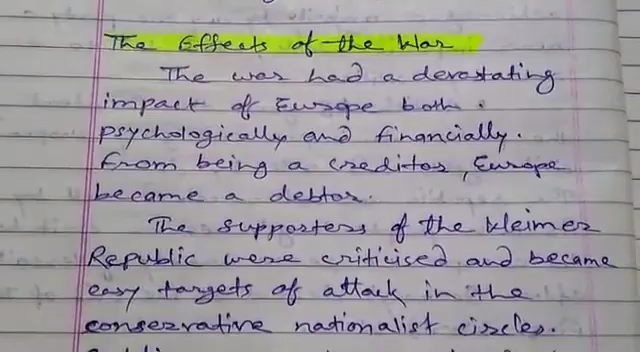 The Effects of the War
The war had a devastating
impact of Europe both
psychologically and financially.
From being a creditor, Europe
became a debtor.
The supporters of the Weimer
Republic were criticised and became
easy targets of attack in the
conservative nationalist circles.